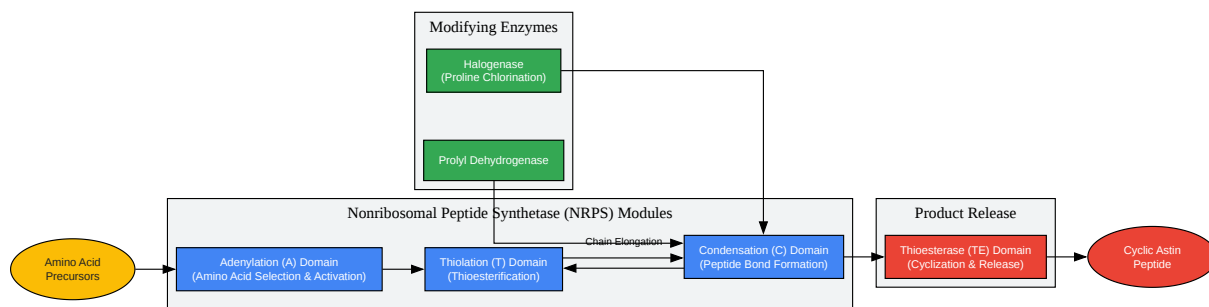 Modifying Enzymes
Halogenase
(Proline Chlorination)
Prolyl Dehydrogenase
Nonribosomal Peptide Synthetase (NRPS) Modules
Product Release
Chain Elongation
Amino Acid
Precursors
Adenylation (A) Domain
(Amino Acid Selection & Activation)
Thiolation (T) Domain
(Thioesterification)
Condensation (C) Domain
(Peptide Bond Formation)
Thioesterase (TE) Domain
(Cyclization & Release)
Cyclic Astin
Peptide